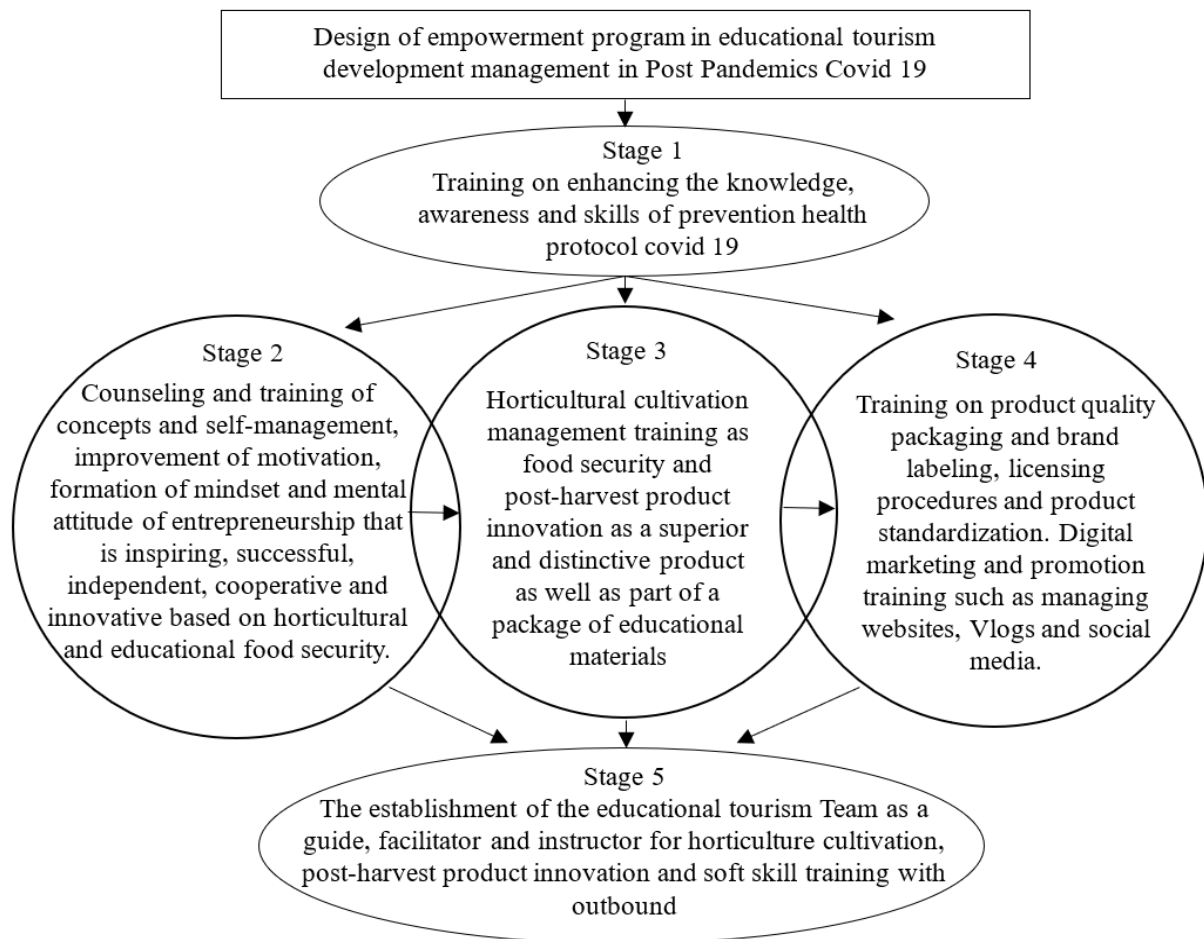 Design of empowerment program in educational tourism
development management in Post Pandemics Covid 19
Stage 1
Training on enhancing the knowledge,
awareness and skills of prevention health
protocol covid 19
Stage 2
Counseling and training of
concepts and self-management,
improvement of motivation,
formation of mindset and mental
attitude of entrepreneurship that
is inspiring, successful,
independent, cooperative and
innovative based on horticultural
and educational food security.
Stage 3
Horticultural cultivation
management training as
food security and
post-harvest product
innovation as a superior
and distinctive product
as well as part of a
package of educational
materials
Stage 4
Training on product quality
packaging and brand
labeling, licensing
procedures and product
standardization. Digital
marketing and promotion
training such as managing
websites, Vlogs and social
media.
Stage 5
The establishment of the educational tourism Team as a
guide, facilitator and instructor for horticulture cultivation,
post-harvest product innovation and soft skill training with
outbound